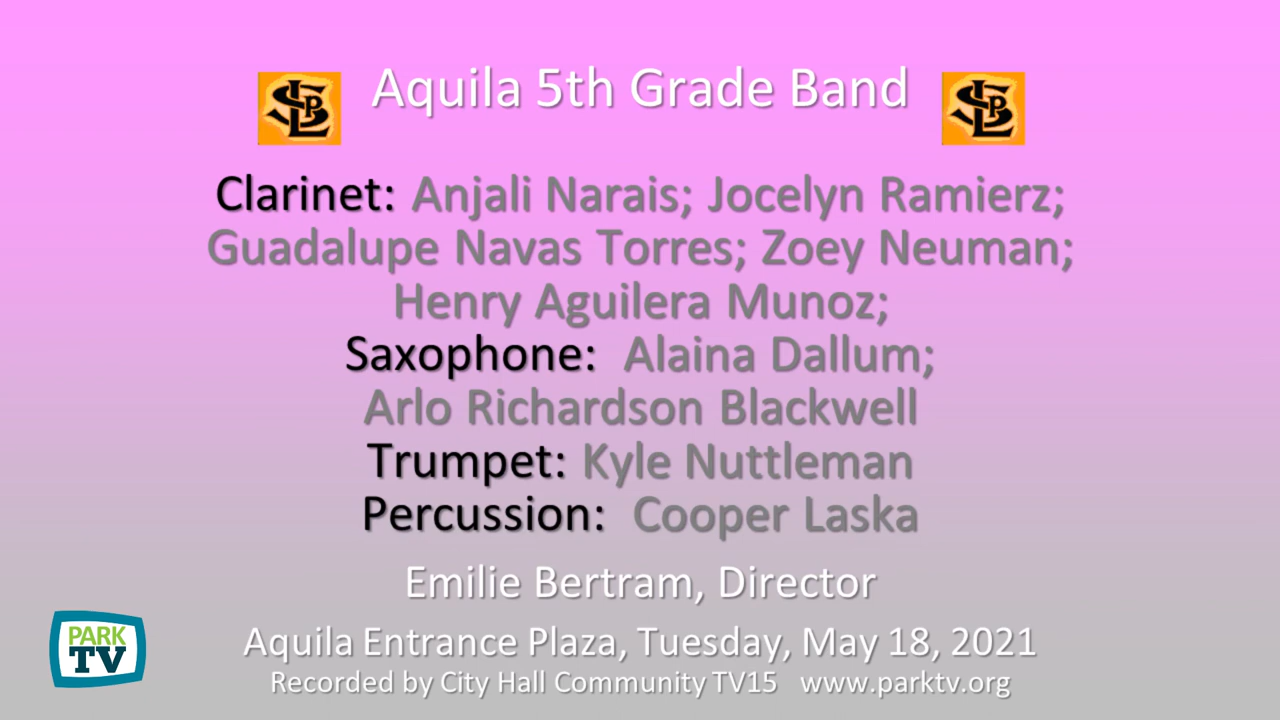 Aquila 5th Grade Band
SLP
SLP
Clarinet: Anjali Narais; Jocelyn Ramierz;
Guadalupe Navas Torres; Zoey Neuman;
Henry Aguilera Munoz;
Saxophone: Alaina Dallum;
Arlo Richardson Blackwell
Trumpet: Kyle Nuttleman
Percussion: Cooper Laska
Emilie Bertram, Director
Aquila Entrance Plaza, Tuesday, May 18, 2021
Recorded by City Hall Community TV15 www.parktv.org
PARK
TV